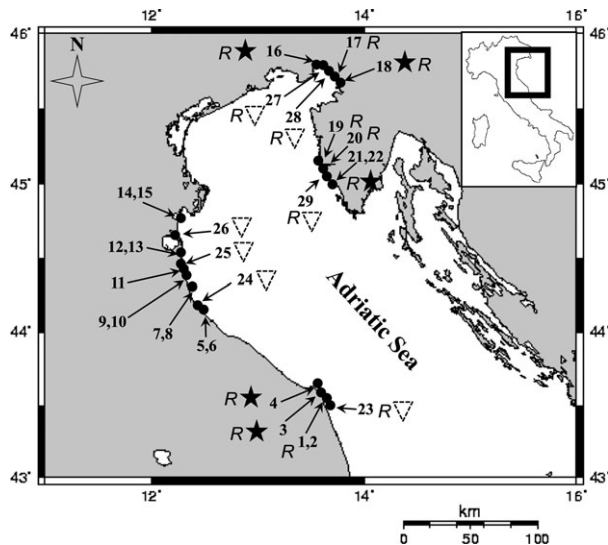 12° 14° 16°
46° 46°
N
R
R
16
17 R
18
27
28
R
R
19 R
20 R
21,22
R
29
R
45° 45°
14,15
26
12,13
25
11
24
9,10
7,8
5,6
Adriatic Sea
44° 44°
R
4
3
1,2
23 R
R
R
43° 43°
12° 14° 16°
km
0 50 100